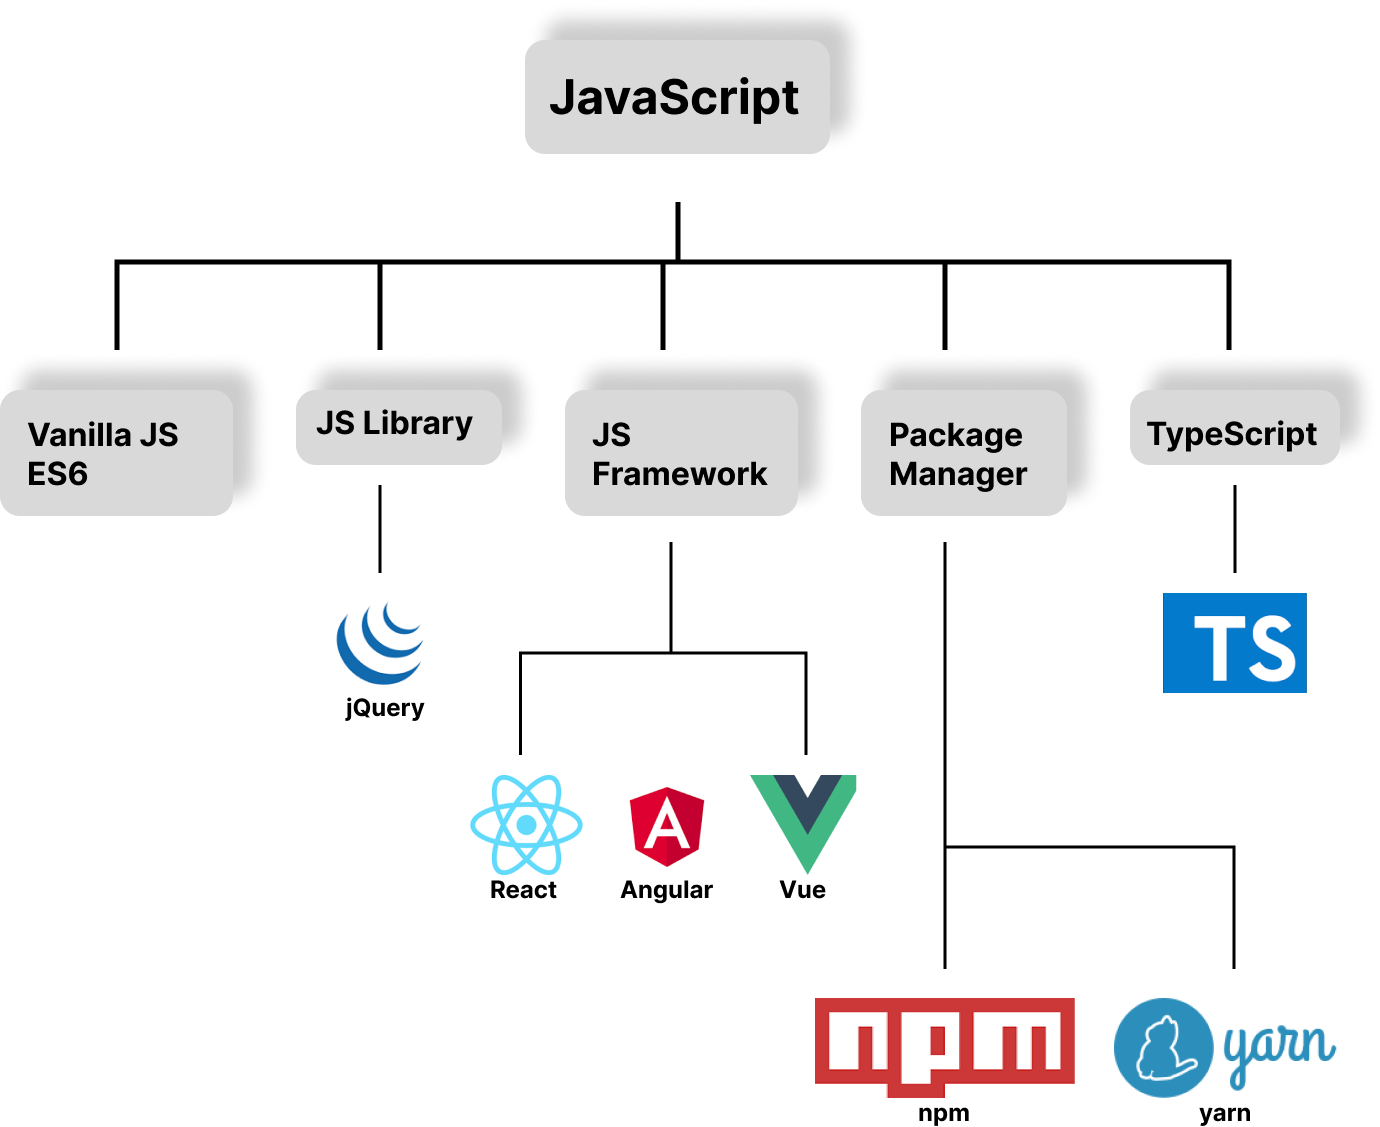 JavaScript
Vanilla JS
ES6
JS Library
JS
Framework
Package
Manager
TypeScript
jQuery
TS
A
React
Angular
Vue
npm
yarn
npm
yarn